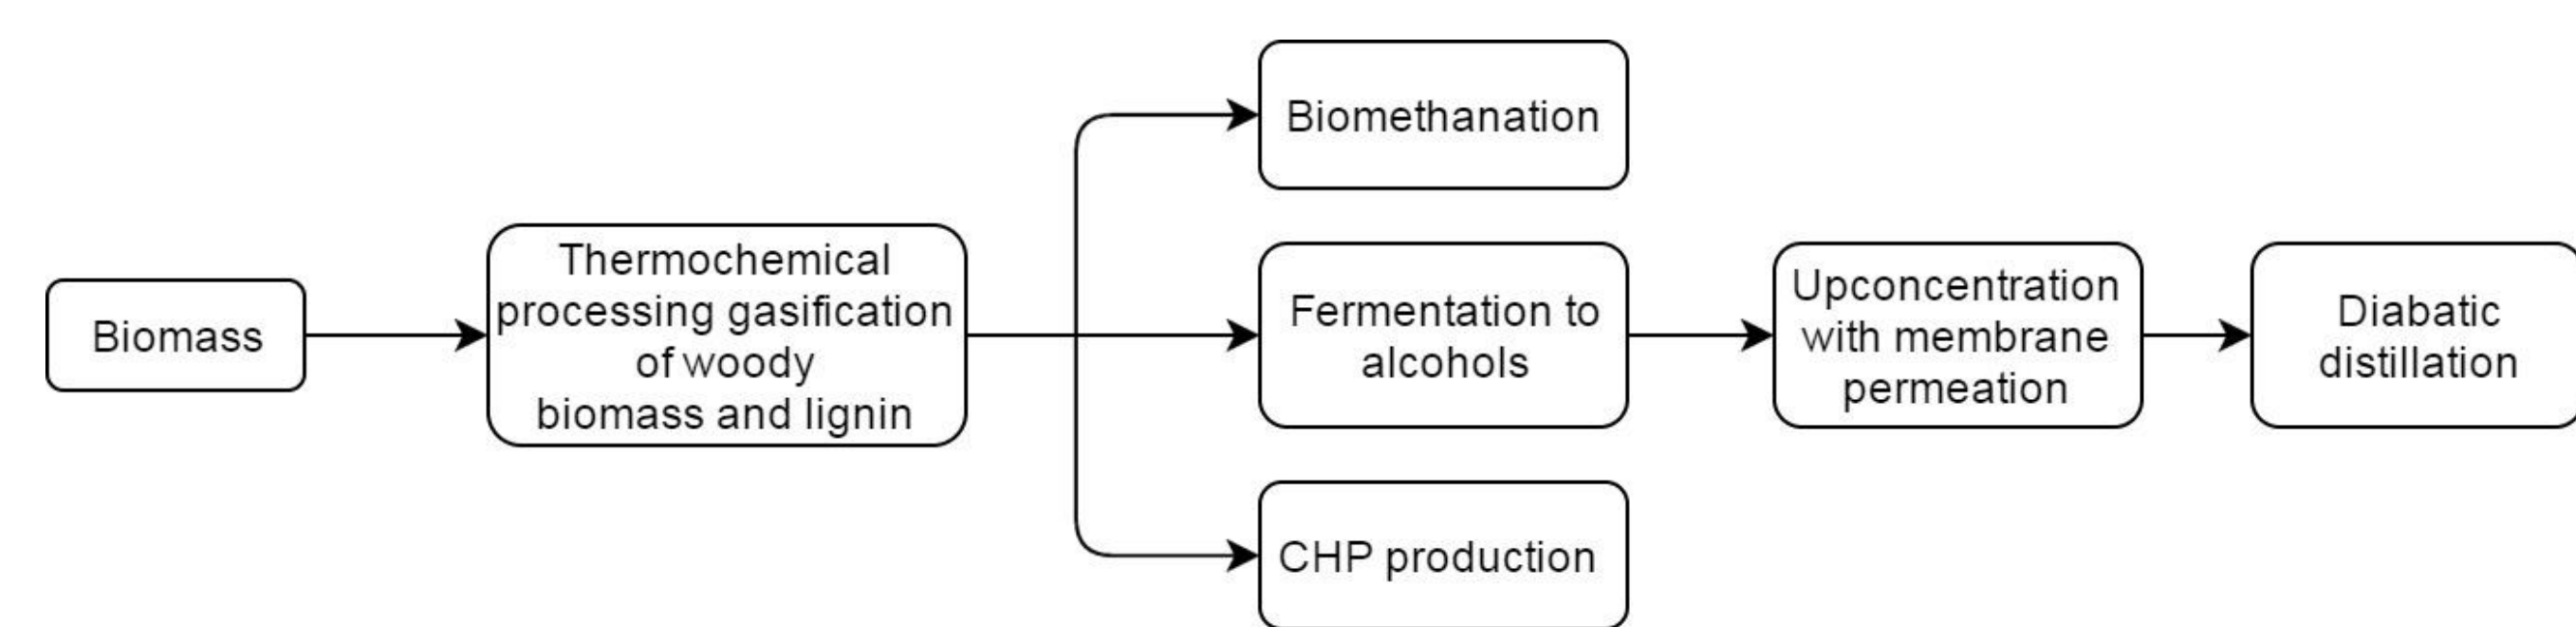 Biomass
Thermochemical
processing gasification
of woody
biomass and lignin
Biomethanation
Fermentation to
alcohols
CHP production
Upconcentration
with membrane
permeation
Diabatic
distillation